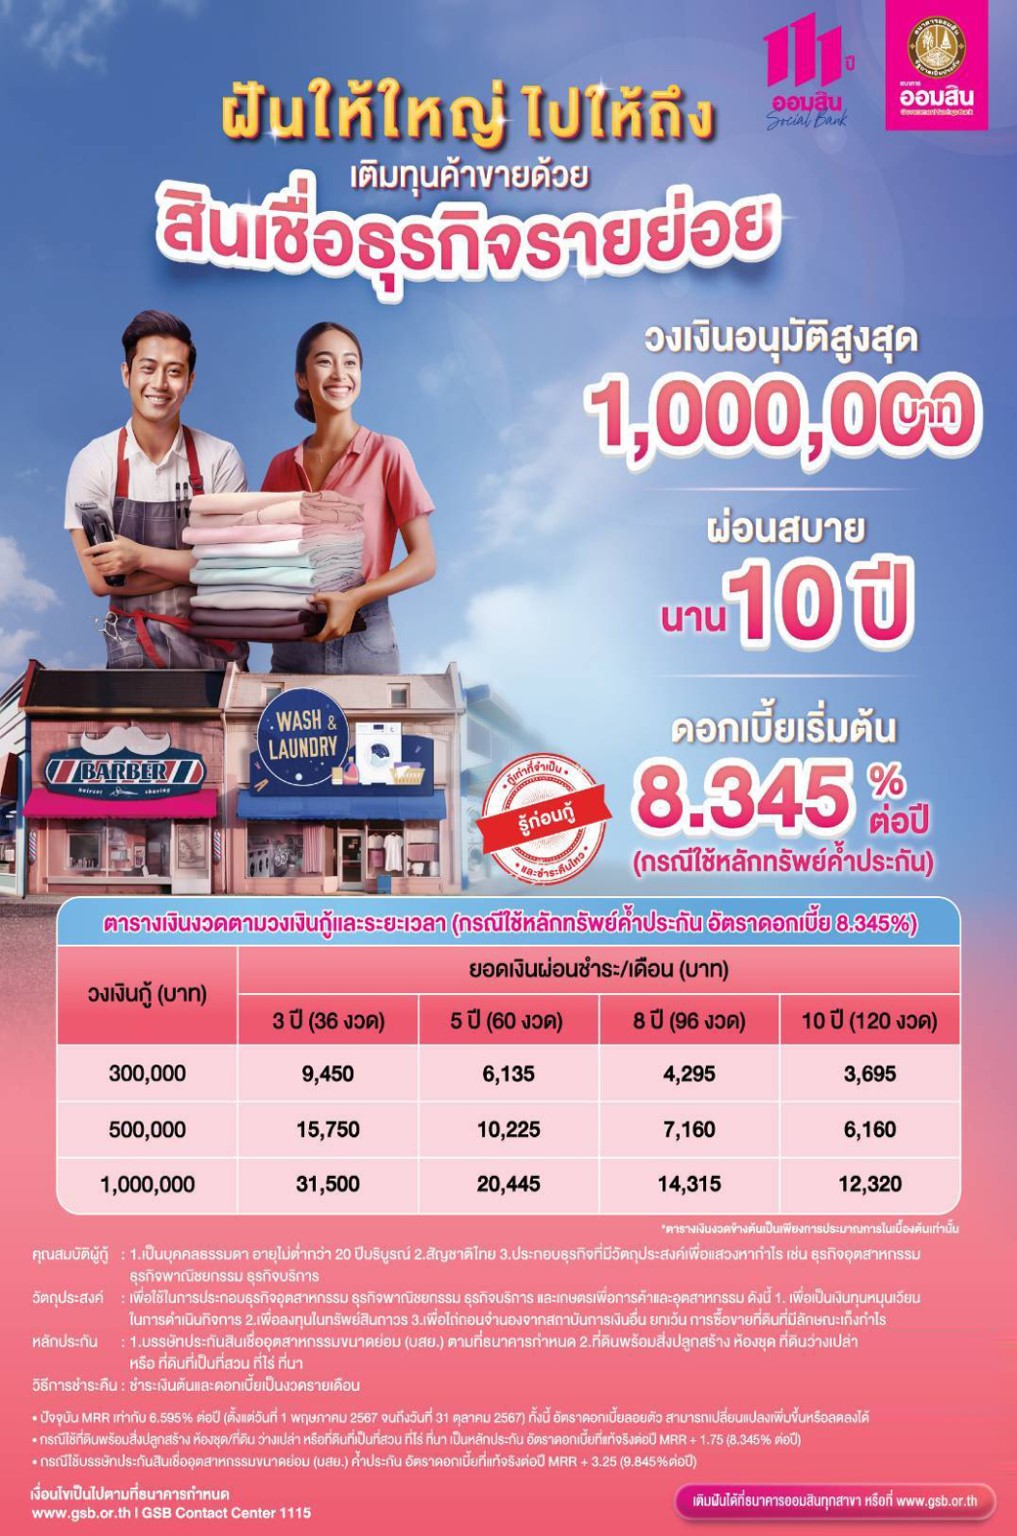 111 ปี
ออมสิน
Social Bank
ธนาคาร
ออมสิน
Government Savings Bank
ฝันให้ใหญ่ ไปให้ถึง
เติมทุนค้าขายด้วย
สินเชื่อธุรกิจรายย่อย
วงเงินอนุมัติสูงสุด
1,000,000 บาท
ผ่อนสบาย
นาน 10 ปี
ดอกเบี้ยเริ่มต้น
8.345 % ต่อปี
(กรณีใช้หลักทรัพย์ค้ำประกัน)
WASH &
LAUNDRY
BARBER
haircut shaving
กู้เท่าที่จำเป็น
รู้ก่อนกู้
และชำระคืนไหว
ตารางเงินงวดตามวงเงินกู้และระยะเวลา (กรณีใช้หลักทรัพย์ค้ำประกัน อัตราดอกเบี้ย 8.345%)
วงเงินกู้ (บาท) ยอดเงินผ่อนชำระ/เดือน (บาท)
3 ปี (36 งวด) 5 ปี (60 งวด) 8 ปี (96 งวด) 10 ปี (120 งวด)
300,000 9,450 6,135 4,295 3,695
500,000 15,750 10,225 7,160 6,160
1,000,000 31,500 20,445 14,315 12,320
*ตารางเงินงวดข้างต้นเป็นเพียงการประมาณการในเบื้องต้นเท่านั้น
คุณสมบัติผู้กู้ : 1.เป็นบุคคลธรรมดา อายุไม่ต่ำกว่า 20 ปีบริบูรณ์ 2.สัญชาติไทย 3.ประกอบธุรกิจที่มีวัตถุประสงค์เพื่อแสวงหากำไร เช่น ธุรกิจอุตสาหกรรม
ธุรกิจพาณิชยกรรม ธุรกิจบริการ
วัตถุประสงค์ : เพื่อใช้ในการประกอบธุรกิจอุตสาหกรรม ธุรกิจพาณิชยกรรม ธุรกิจบริการ และเกษตรเพื่อการค้าและอุตสาหกรรม ดังนี้ 1. เพื่อเป็นเงินทุนหมุนเวียน
ในการดำเนินกิจการ 2.เพื่อลงทุนในทรัพย์สินถาวร 3.เพื่อไถ่ถอนจำนองจากสถาบันการเงินอื่น ยกเว้น การซื้อขายที่ดินที่มีลักษณะเก็งกำไร
หลักประกัน : 1.บรรษัทประกันสินเชื่ออุตสาหกรรมขนาดย่อม (บสย.) ตามที่ธนาคารกำหนด 2.ที่ดินพร้อมสิ่งปลูกสร้าง ห้องชุด ที่ดินว่างเปล่า
หรือ ที่ดินที่เป็นที่สวน ที่ไร่ ที่นา
วิธีการชำระคืน : ชำระเงินต้นและดอกเบี้ยเป็นงวดรายเดือน
• ปัจจุบัน MRR เท่ากับ 6.595% ต่อปี (ตั้งแต่วันที่ 1 พฤษภาคม 2567 จนถึงวันที่ 31 ตุลาคม 2567) ทั้งนี้ อัตราดอกเบี้ยลอยตัว สามารถเปลี่ยนแปลงเพิ่มขึ้นหรือลดลงได้
• กรณีใช้ที่ดินพร้อมสิ่งปลูกสร้าง ห้องชุด/ที่ดิน ว่างเปล่า หรือที่ดินที่เป็นที่สวน ที่ไร่ ที่นา เป็นหลักประกัน อัตราดอกเบี้ยที่แท้จริงต่อปี MRR + 1.75 (8.345% ต่อปี)
• กรณีใช้บรรษัทประกันสินเชื่ออุตสาหกรรมขนาดย่อม (บสย.) ค้ำประกัน อัตราดอกเบี้ยที่แท้จริงต่อปี MRR + 3.25 (9.845%ต่อปี)
เงื่อนไขเป็นไปตามที่ธนาคารกำหนด
www.gsb.or.th I GSB Contact Center 1115
เติมฝันได้ที่ธนาคารออมสินทุกสาขา หรือที่ www.gsb.or.th